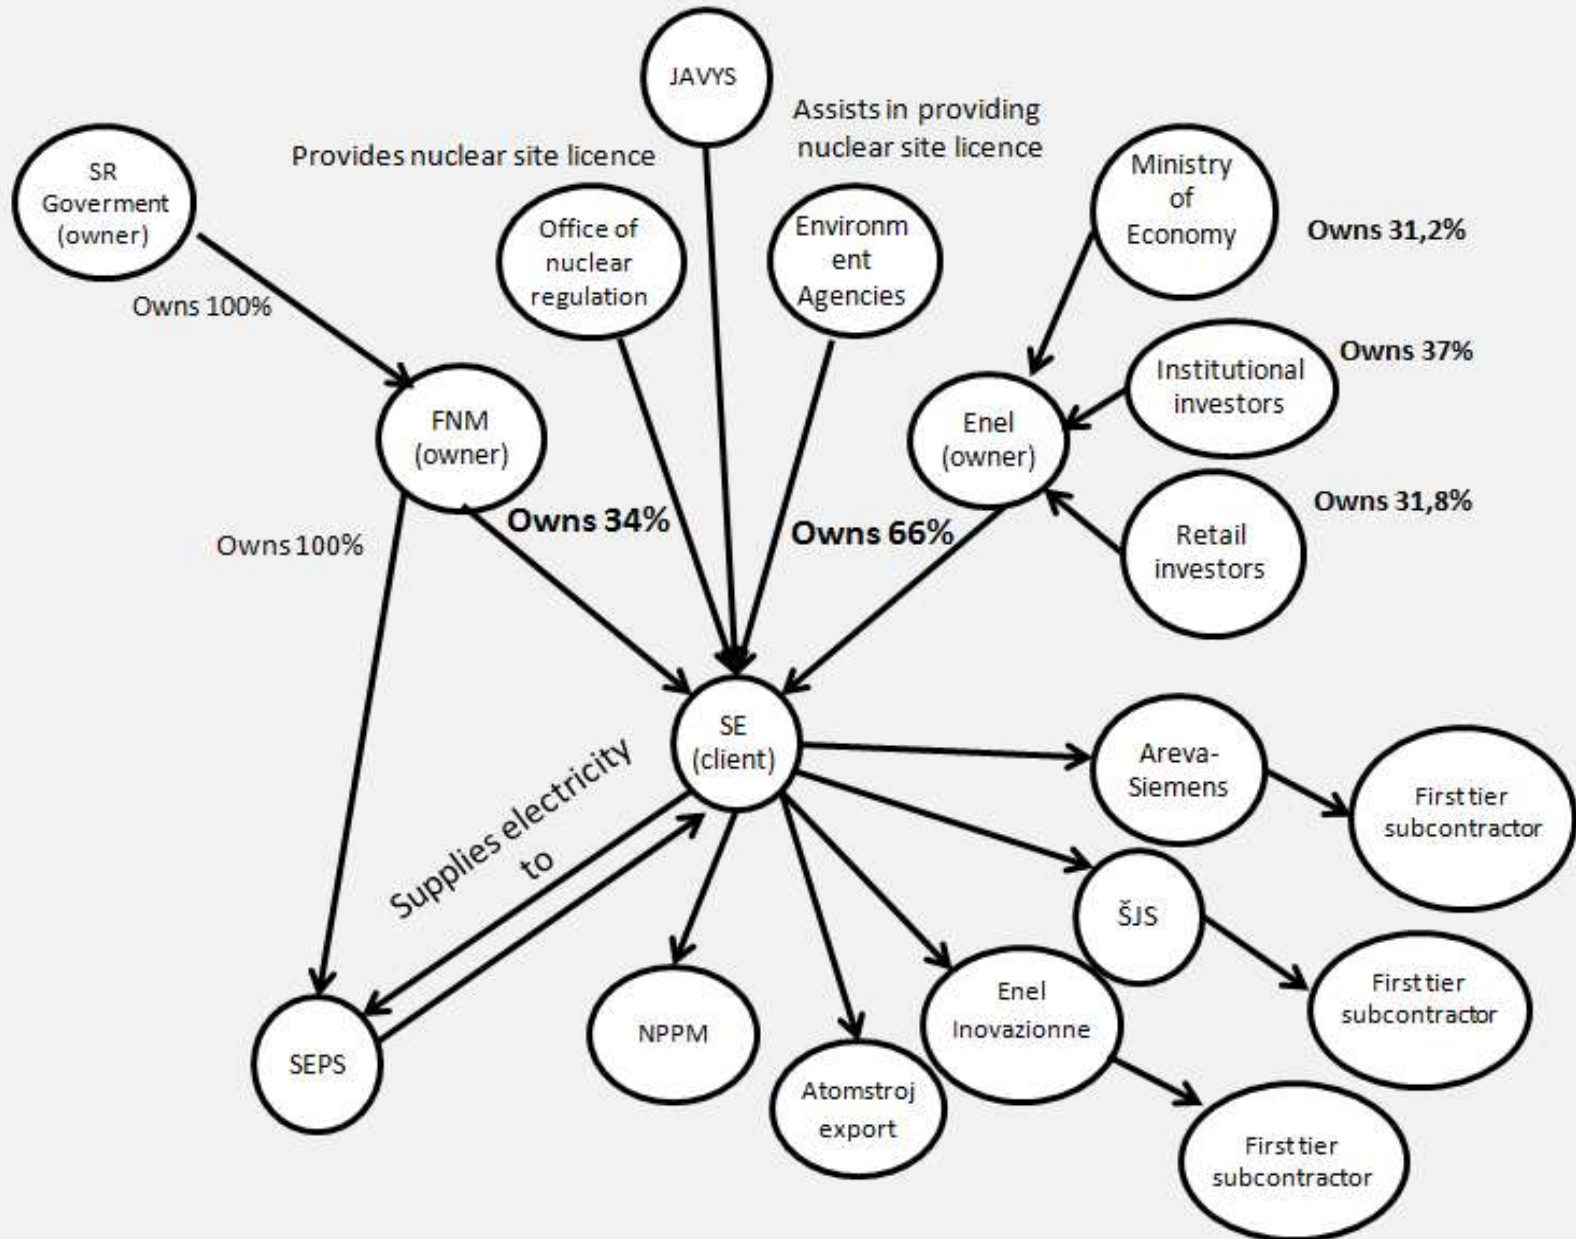 JAVYS
Assists in providing
nuclear site licence
Provides nuclear site licence
SR
Goverment
(owner)
Office of
nuclear
regulation
Environm
ent
Agencies
Ministry
of
Economy
Owns 31,2%
Owns 100%
Institutional
investors
Owns 37%
FNM
(owner)
Enel
(owner)
Retail
investors
Owns 31,8%
Owns 100%
Owns 34%
Owns 66%
SE
(client)
Areva-
Siemens
First tier
subcontractor
Supplies electricity
to
ŠJS
First tier
subcontractor
SEPS
NPPM
Atomstroj
export
Enel
Inovazionne
First tier
subcontractor